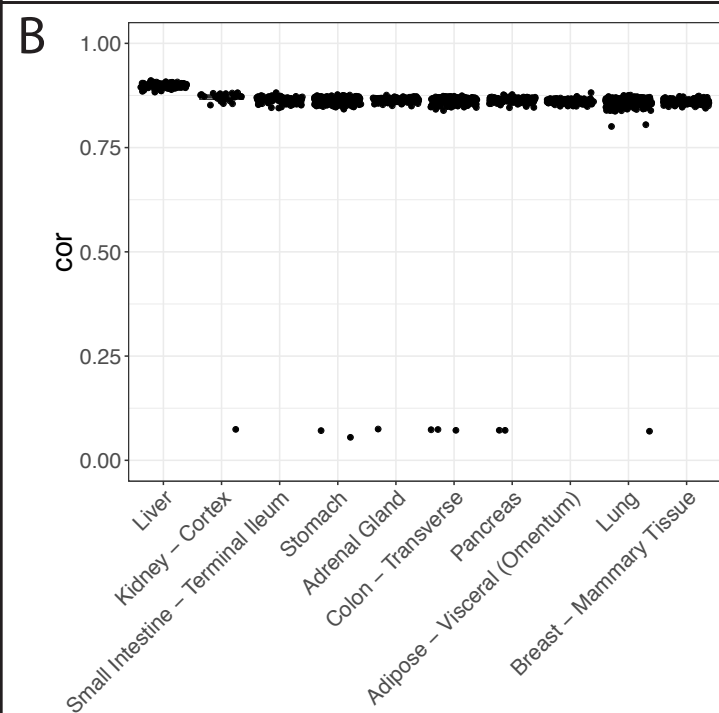 B
1.00
0.75
0.50
0.25
0.00
cor
Liver
Kidney – Cortex
Small Intestine – Terminal Ileum
Stomach
Adrenal Gland
Colon – Transverse
Pancreas
Adipose – Visceral (Omentum)
Lung
Breast – Mammary Tissue